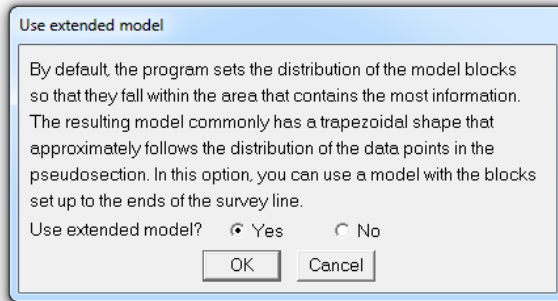 Use extended model
By default, the program sets the distribution of the model blocks
so that they fall within the area that contains the most information.
The resulting model commonly has a trapezoidal shape that
approximately follows the distribution of the data points in the
pseudosection. In this option, you can use a model with the blocks
set up to the ends of the survey line.
Use extended model? Yes No
OK Cancel